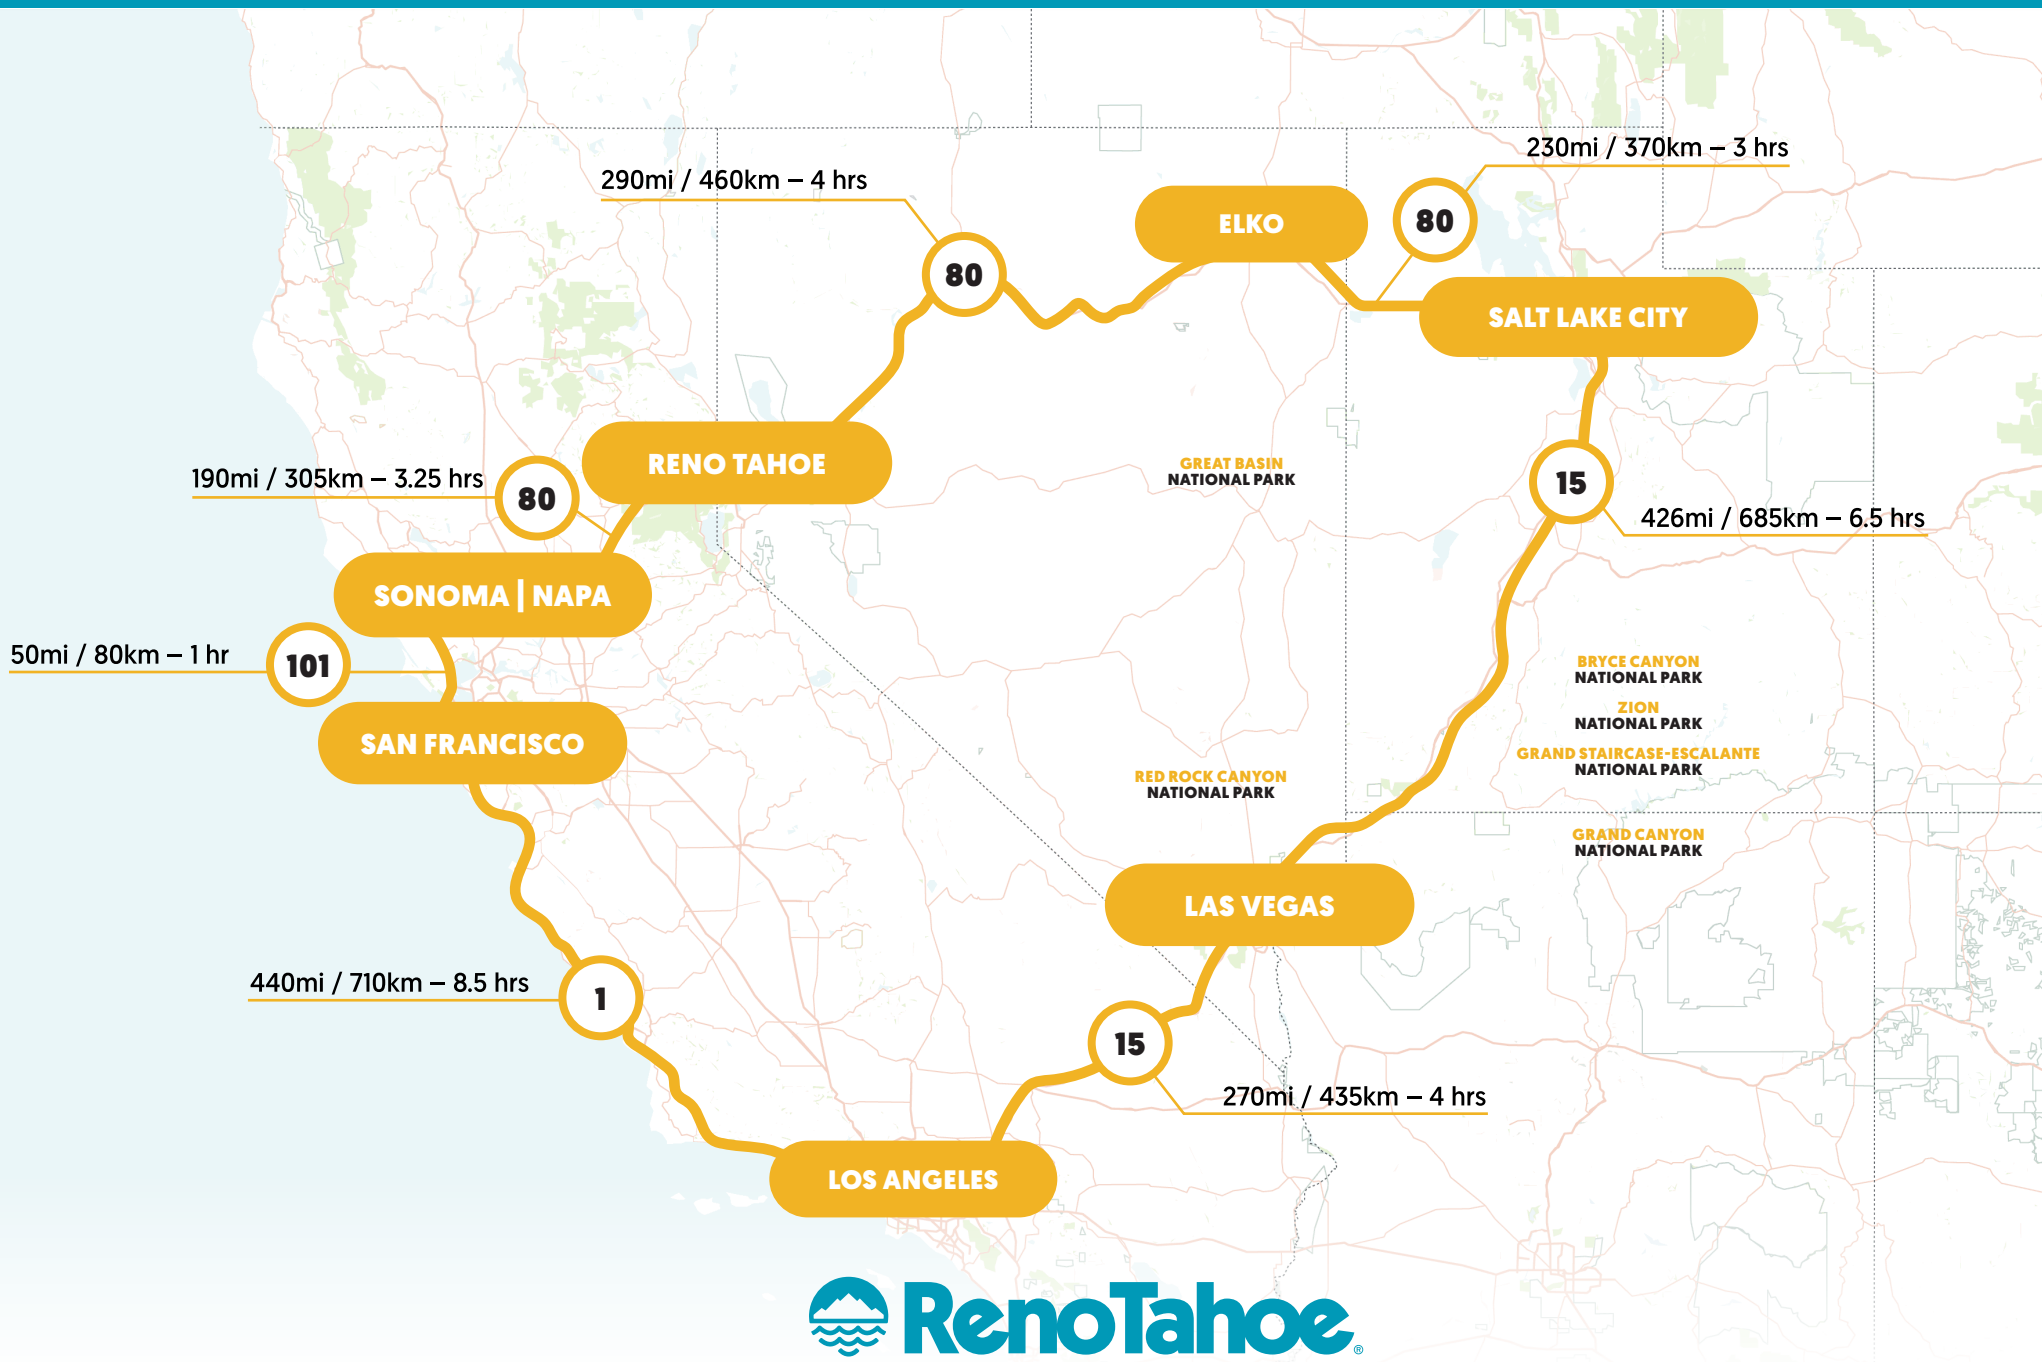 230mi / 370km – 3 hrs
290mi / 460km – 4 hrs
ELKO
80
80
SALT LAKE CITY
RENO TAHOE
GREAT BASIN
NATIONAL PARK
190mi / 305km – 3.25 hrs
80
15
426mi / 685km – 6.5 hrs
SONOMA | NAPA
50mi / 80km – 1 hr
101
BRYCE CANYON
NATIONAL PARK
ZION
NATIONAL PARK
SAN FRANCISCO
GRAND STAIRCASE-ESCALANTE
NATIONAL PARK
RED ROCK CANYON
NATIONAL PARK
GRAND CANYON
NATIONAL PARK
LAS VEGAS
440mi / 710km – 8.5 hrs
1
15
270mi / 435km – 4 hrs
LOS ANGELES
RenoTahoe®